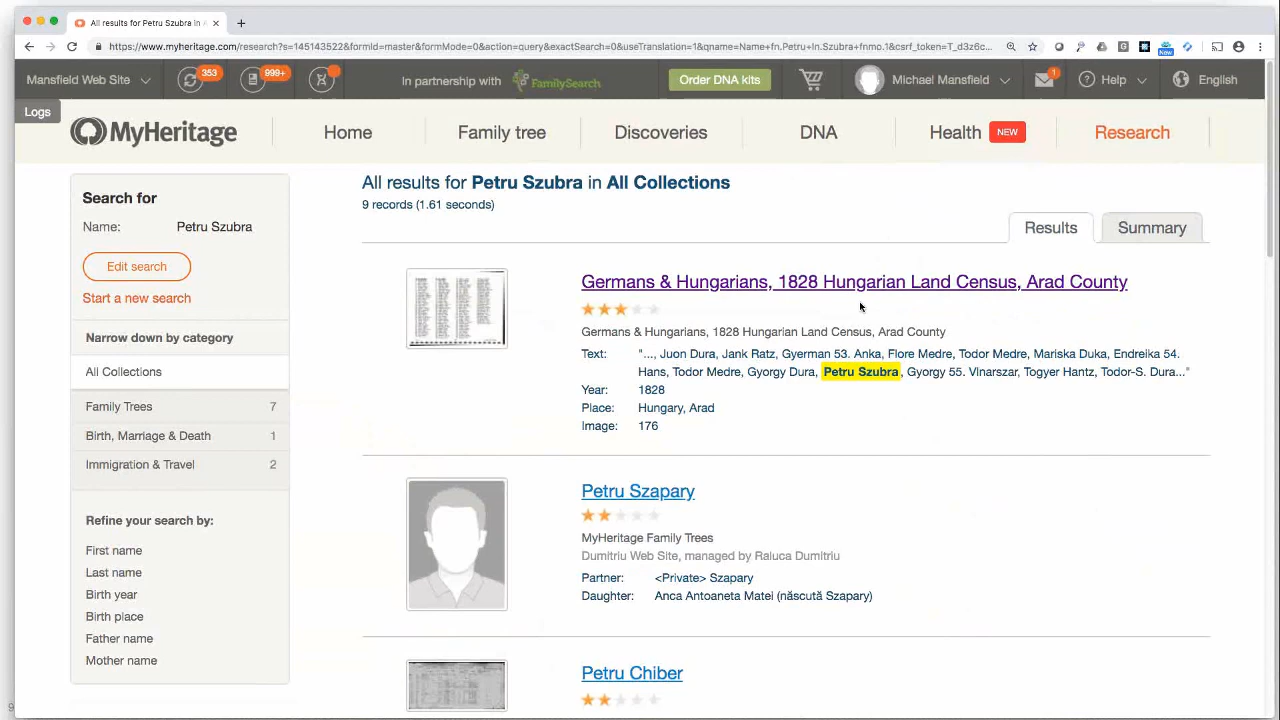 All results for Petru Szubra in A
https://www.myheritage.com/research?s=145143522&formId=master&formMode=0&action=query&exactSearch=0&useTranslation=1&qname=Name+fn.Petru+ln.Szubra+fnmo.1&csrf_token=T_d3z6c...
New
Mansfield Web Site
353
999+
In partnership with FamilySearch
Order DNA kits
Michael Mansfield
1
Help
English
Logs
MyHeritage
Home
Family tree
Discoveries
DNA
Health NEW
Research
Search for
Name: Petru Szubra
Edit search
Start a new search
Narrow down by category
All Collections
Family Trees 7
Birth, Marriage & Death 1
Immigration & Travel 2
Refine your search by:
First name
Last name
Birth year
Birth place
Father name
Mother name
All results for Petru Szubra in All Collections
9 records (1.61 seconds)
Results
Summary
Germans & Hungarians, 1828 Hungarian Land Census, Arad County
Germans & Hungarians, 1828 Hungarian Land Census, Arad County
Text: "..., Juon Dura, Jank Ratz, Gyerman 53. Anka, Flore Medre, Todor Medre, Mariska Duka, Endreika 54.
Hans, Todor Medre, Gyorgy Dura, Petru Szubra, Gyorgy 55. Vlnarszar, Togyer Hantz, Todor-S. Dura..."
Year: 1828
Place: Hungary, Arad
Image: 176
Petru Szapary
MyHeritage Family Trees
Dumitriu Web Site, managed by Raluca Dumitriu
Partner: <Private> Szapary
Daughter: Anca Antoaneta Matei (născută Szapary)
Petru Chiber
9